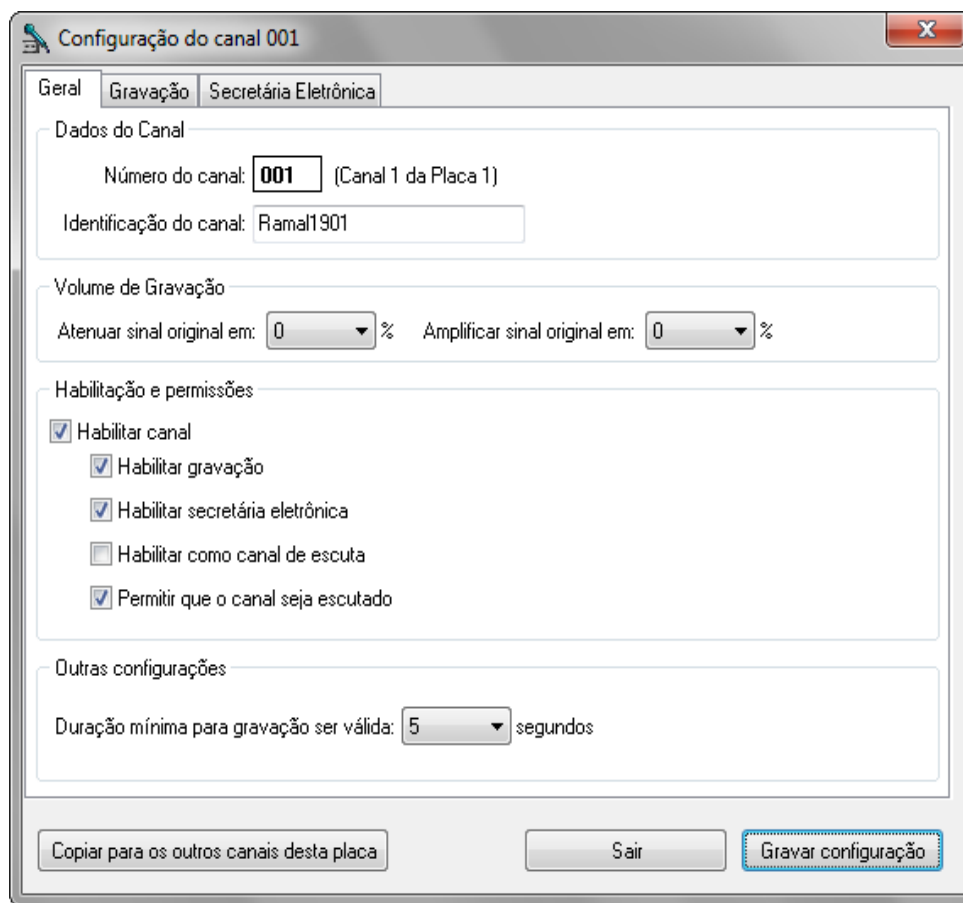 Configuração do canal 001
Geral Gravação Secretária Eletrônica
Dados do Canal
Número do canal: 001 (Canal 1 da Placa 1)
Identificação do canal: Ramal1901
Volume de Gravação
Atenuar sinal original em: 0 % Amplificar sinal original em: 0 %
Habilitação e permissões
Habilitar canal
Habilitar gravação
Habilitar secretária eletrônica
Habilitar como canal de escuta
Permitir que o canal seja escutado
Outras configurações
Duração mínima para gravação ser válida: 5 segundos
Copiar para os outros canais desta placa Sair Gravar configuração